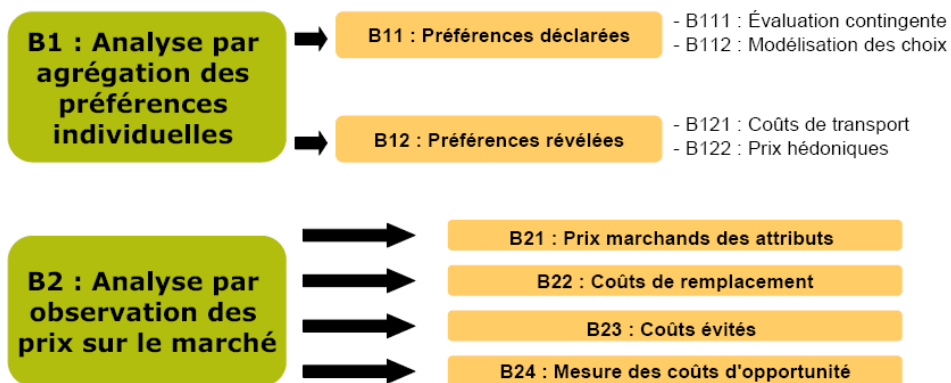 B1 : Analyse par
agrégation des
préférences
individuelles
B11 : Préférences déclarées
- B111 : Évaluation contingente
- B112 : Modélisation des choix
B12 : Préférences révélées
- B121 : Coûts de transport
- B122 : Prix hédoniques
B2 : Analyse par
observation des
prix sur le marché
B21 : Prix marchands des attributs
B22 : Coûts de remplacement
B23 : Coûts évités
B24 : Mesure des coûts d'opportunité